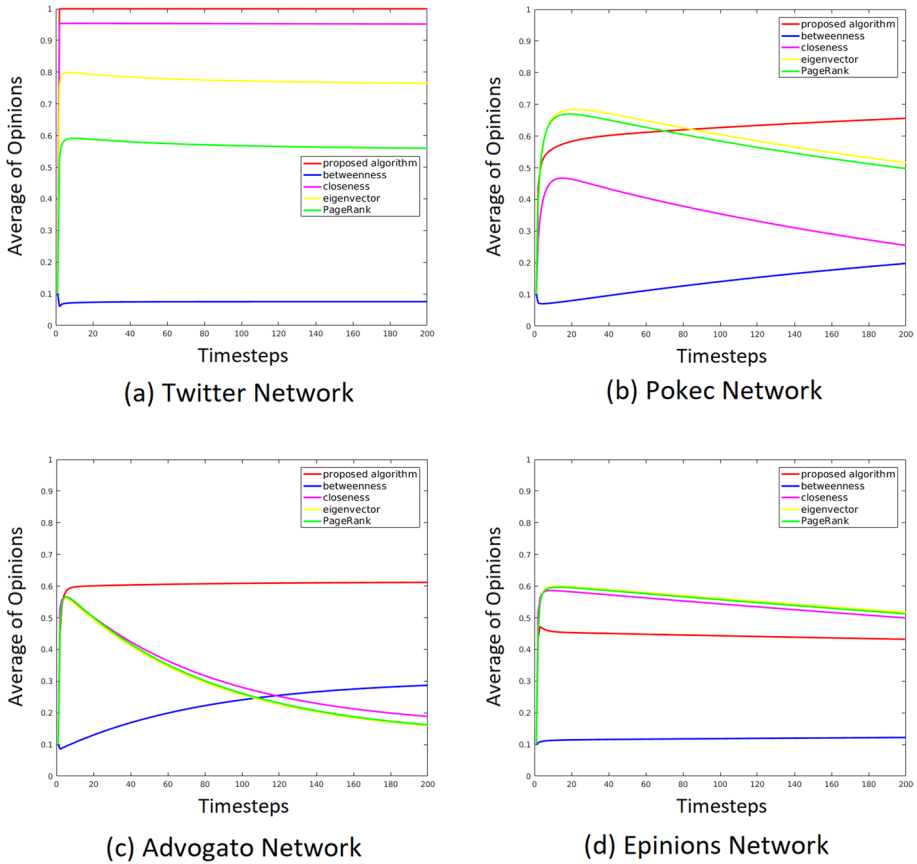 Average of Opinions
1
0.9
0.8
0.7
0.6
0.5
0.4
0.3
0.2
0.1
0
proposed algorithm
betweenness
closeness
eigenvector
PageRank
0 20 40 60 80 100 120 140 160 180 200
Timesteps
(a) Twitter Network
Average of Opinions
1
0.9
0.8
0.7
0.6
0.5
0.4
0.3
0.2
0.1
0
proposed algorithm
betweenness
closeness
eigenvector
PageRank
0 20 40 60 80 100 120 140 160 180 200
Timesteps
(b) Pokec Network
Average of Opinions
1
0.9
0.8
0.7
0.6
0.5
0.4
0.3
0.2
0.1
0
proposed algorithm
betweenness
closeness
eigenvector
PageRank
0 20 40 60 80 100 120 140 160 180 200
Timesteps
(c) Advogato Network
Average of Opinions
1
0.9
0.8
0.7
0.6
0.5
0.4
0.3
0.2
0.1
0
proposed algorithm
betweenness
closeness
eigenvector
PageRank
0 20 40 60 80 100 120 140 160 180 200
Timesteps
(d) Epinions Network